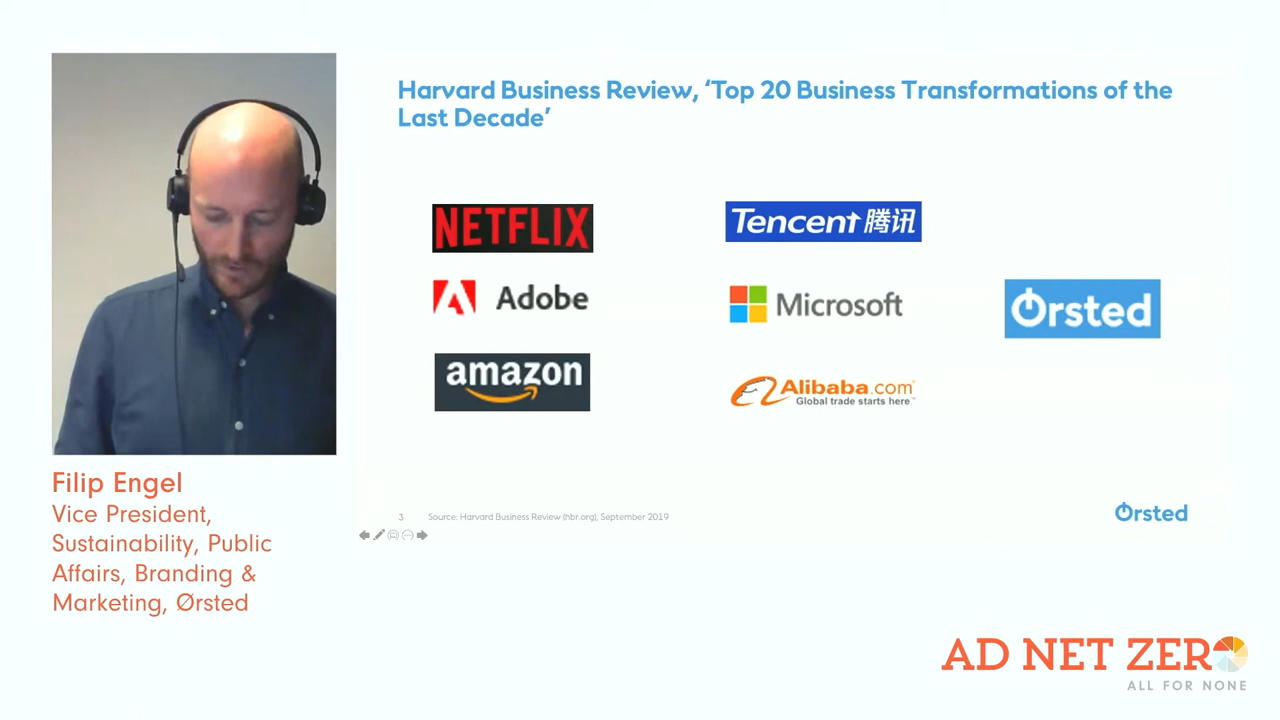 Harvard Business Review, ‘Top 20 Business Transformations of the
Last Decade’
NETFLIX
Tencent 腾讯
Adobe
Microsoft
Ørsted
amazon
Alibaba.com
Global trade starts here™
3 Source: Harvard Business Review (hbr.org), September 2019
Ørsted
Filip Engel
Vice President,
Sustainability, Public
Affairs, Branding &
Marketing, Ørsted
AD NET ZERO
ALL FOR NONE